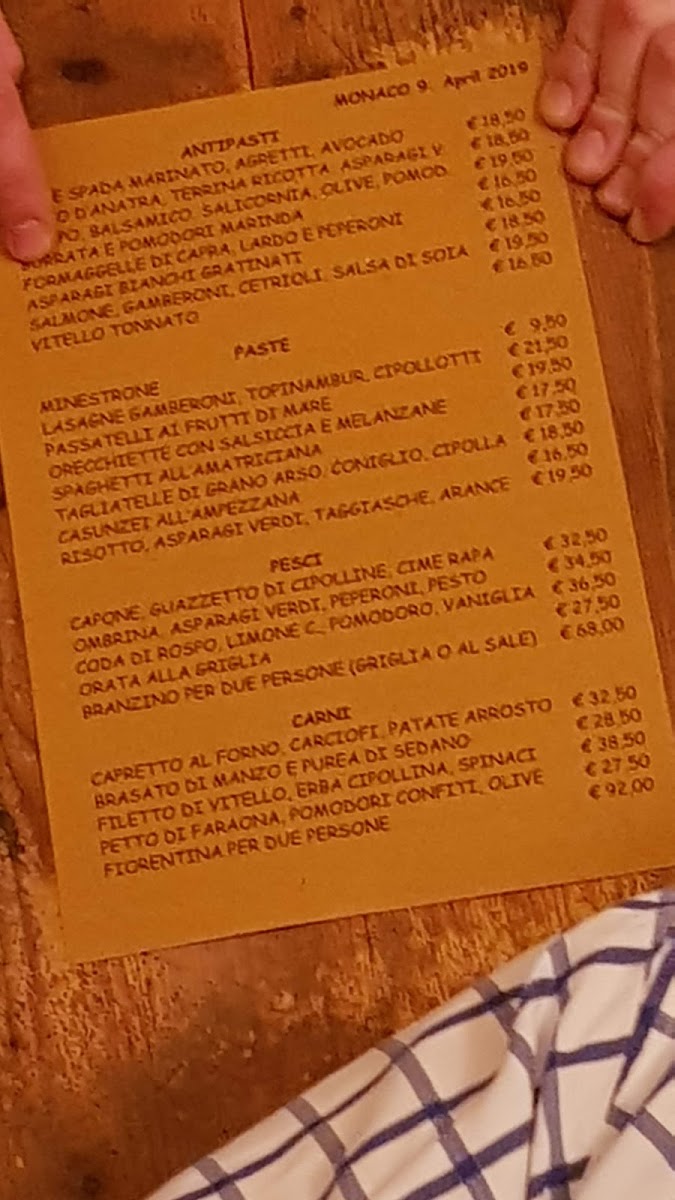 MONACO 9. April 2019
ANTIPASTI
E SPADA MARINATO, AGRETTI, AVOCADO € 18,50
O D'ANATRA, TERRINA RICOTTA, ASPARAGI V. € 18,50
PO, BALSAMICO, SALICORNIA, OLIVE, POMOD. € 19,50
BURRATA E POMODORI MARINDA € 16,50
FORMAGGELLE DI CAPRA, LARDO E PEPERONI € 16,50
ASPARAGI BIANCHI GRATINATI € 18,50
SALMONE, GAMBERONI, CETRIOLI, SALSA DI SOIA € 19,50
VITELLO TONNATO € 16,50
PASTE
MINESTRONE € 9,50
LASAGNE GAMBERONI, TOPINAMBUR, CIPOLLOTTI € 21,50
PASSATELLI AI FRUTTI DI MARE € 19,50
ORECCHIETTE CON SALSICCIA E MELANZANE € 17,50
SPAGHETTI ALL'AMATRICIANA € 17,50
TAGLIATELLE DI GRANO ARSO, CONIGLIO, CIPOLLA € 18,50
CASUNZEI ALL'AMPEZZANA € 16,50
RISOTTO, ASPARAGI VERDI, TAGGIASCHE, ARANCE € 19,50
PESCI
CAPONE, GUAZZETTO DI CIPOLLINE, CIME RAPA € 32,50
OMBRINA, ASPARAGI VERDI, PEPERONI, PESTO € 34,50
CODA DI ROSPO, LIMONE C., POMODORO, VANIGLIA € 36,50
ORATA ALLA GRIGLIA € 27,50
BRANZINO PER DUE PERSONE (GRIGLIA O AL SALE) € 68,00
CARNI
CAPRETTO AL FORNO, CARCIOFI, PATATE ARROSTO € 32,50
BRASATO DI MANZO E PUREA DI SEDANO € 28,50
FILETTO DI VITELLO, ERBA CIPOLLINA, SPINACI € 38,50
PETTO DI FARAONA, POMODORI CONFITI, OLIVE € 27,50
FIORENTINA PER DUE PERSONE € 92,00